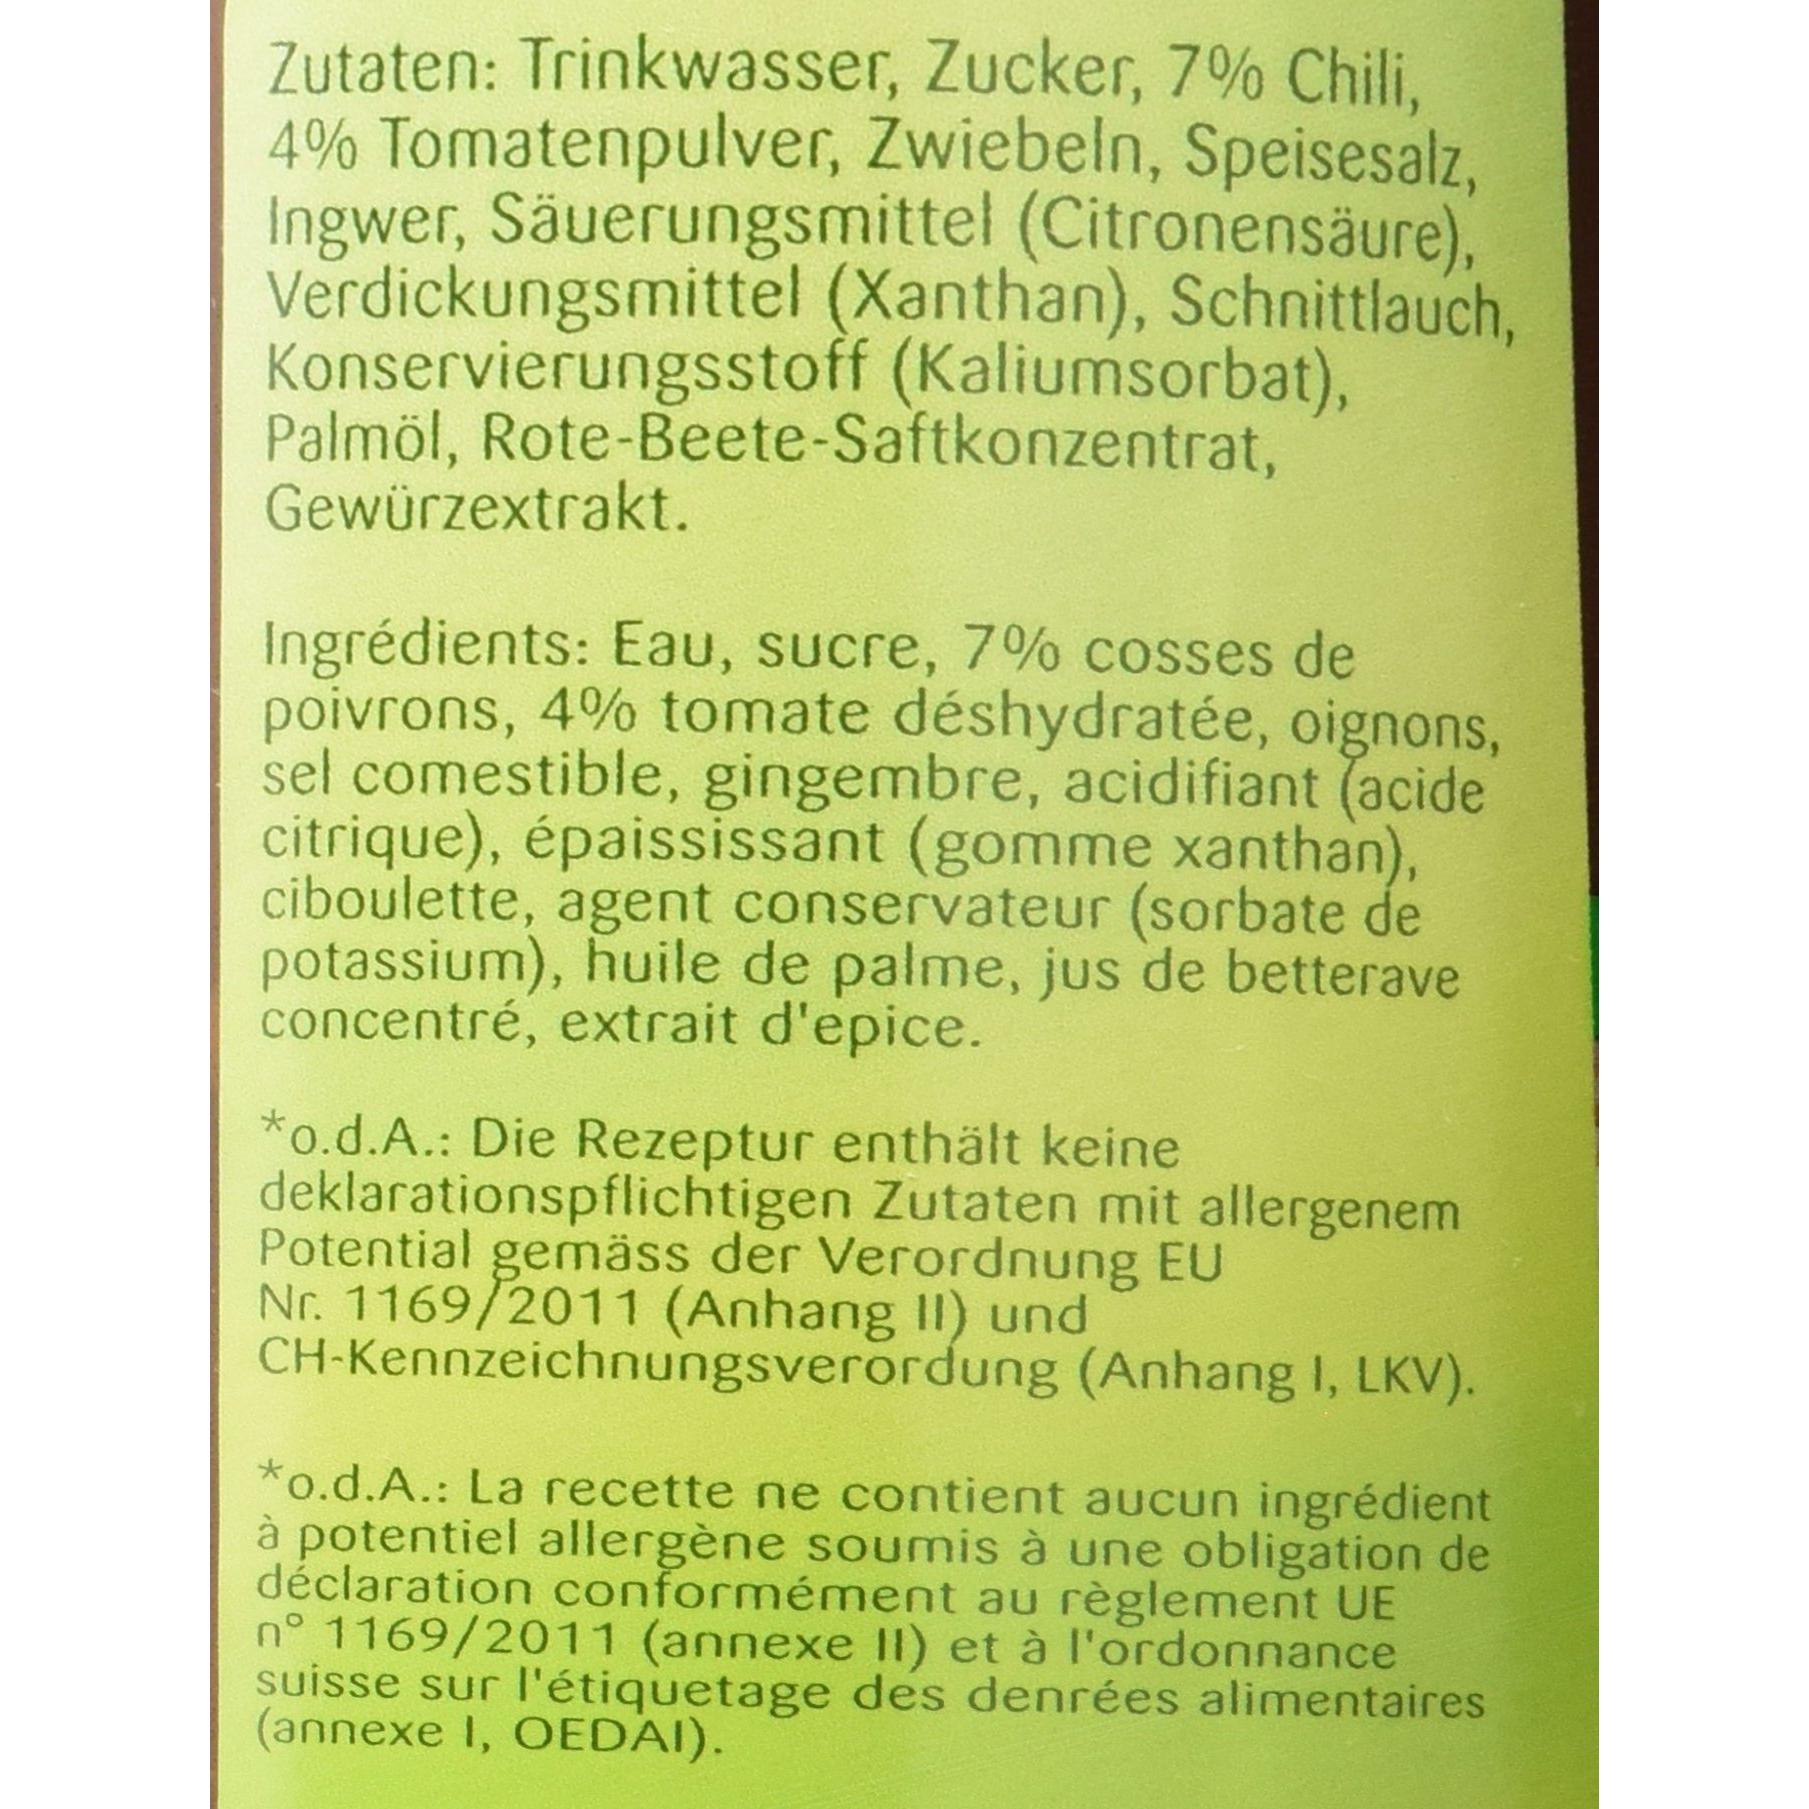 Zutaten: Trinkwasser, Zucker, 7% Chili,
4% Tomatenpulver, Zwiebeln, Speisesalz,
Ingwer, Säuerungsmittel (Citronensäure),
Verdickungsmittel (Xanthan), Schnittlauch,
Konservierungsstoff (Kaliumsorbat),
Palmöl, Rote-Beete-Saftkonzentrat,
Gewürzextrakt.
Ingrédients: Eau, sucre, 7% cosses de
poivrons, 4% tomate déshydratée, oignons,
sel comestible, gingembre, acidifiant (acide
citrique), épaississant (gomme xanthan),
ciboulette, agent conservateur (sorbate de
potassium), huile de palme, jus de betterave
concentré, extrait d'epice.
*o.d.A.: Die Rezeptur enthält keine
deklarationspflichtigen Zutaten mit allergenem
Potential gemäss der Verordnung EU
Nr. 1169/2011 (Anhang II) und
CH-Kennzeichnungsverordung (Anhang I, LKV).
*o.d.A.: La recette ne contient aucun ingrédient
à potentiel allergène soumis à une obligation de
déclaration conformément au règlement UE
n° 1169/2011 (annexe II) et à l'ordonnance
suisse sur l'étiquetage des denrées alimentaires
(annexe I, OEDAI).